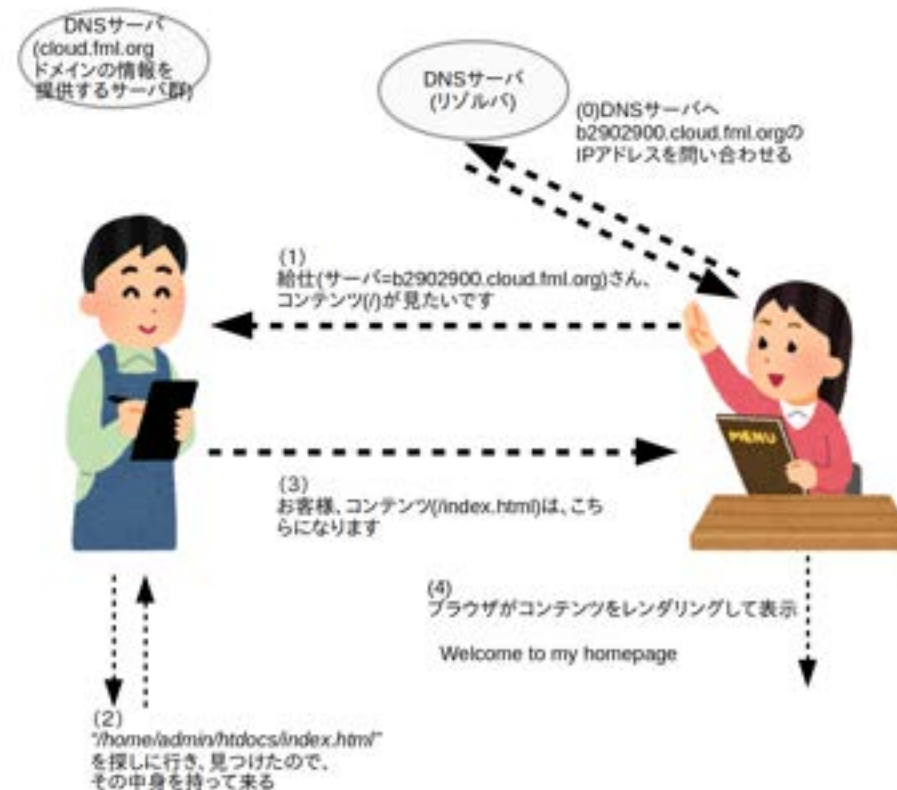 DNSサーバ
(cloud.fml.org
ドメインの情報を
提供するサーバ群)
DNSサーバ
(リゾルバ)
(0)DNSサーバへ
b2902900.cloud.fml.orgの
IPアドレスを問い合わせる
(1)
給仕(サーバ=b2902900.cloud.fml.org)さん、
コンテンツ(/)が見たいです
MENU
(3)
お客様、コンテンツ(/index.html)は、こち
らになります
(4)
ブラウザがコンテンツをレンダリングして表示
Welcome to my homepage
(2)
"/home/admin/htdocs/index.html"
を探しに行き、見つけたので、
その中身を持って来る